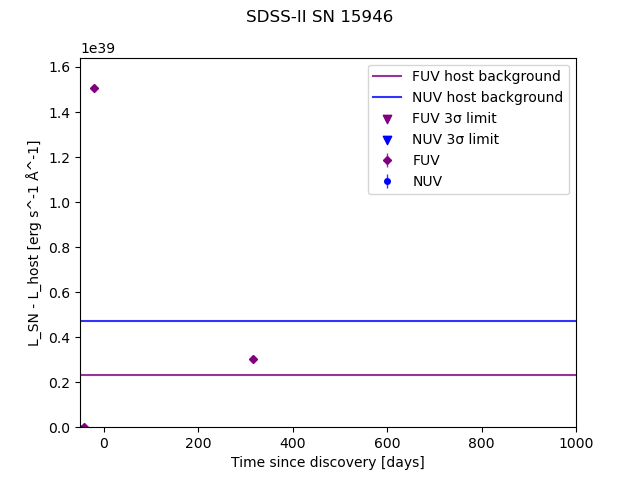 SDSS-II SN 15946
1e39
1.6
1.4
1.2
1.0
0.8
0.6
0.4
0.2
0.0
L_SN - L_host [erg s^-1 Å^-1]
FUV host background
NUV host background
FUV 3σ limit
NUV 3σ limit
FUV
NUV
0 200 400 600 800 1000
Time since discovery [days]